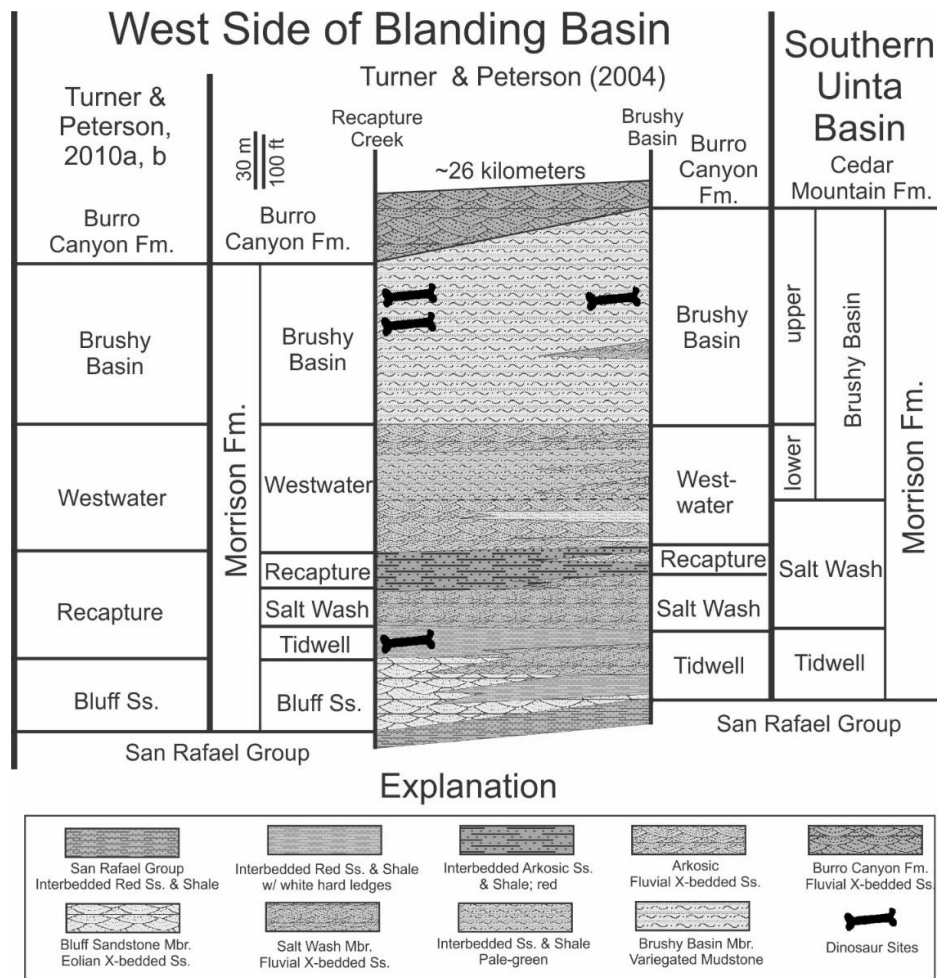 West Side of Blanding Basin
Turner & Peterson (2004)
Turner &
Peterson,
2010a, b
Burro
Canyon Fm.
Brushy
Basin
Westwater
Recapture
Bluff Ss.
San Rafael Group
30 m
100 ft
Burro
Canyon Fm.
Morrison Fm.
Brushy
Basin
Westwater
Recapture
Salt Wash
Tidwell
Bluff Ss.
Recapture
Creek
~26 kilometers
Brushy
Basin
Burro
Canyon
Fm.
Brushy
Basin
West-
water
Recapture
Salt Wash
Tidwell
San Rafael Group
Southern
Uinta
Basin
Cedar
Mountain Fm.
upper
lower
Brushy Basin
Salt Wash
Tidwell
Morrison Fm.
Explanation
San Rafael Group
Interbedded Red Ss. & Shale
Interbedded Red Ss. & Shale
w/ white hard ledges
Interbedded Arkosic Ss.
& Shale; red
Arkosic
Fluvial X-bedded Ss.
Burro Canyon Fm.
Fluvial X-bedded Ss.
Bluff Sandstone Mbr.
Eolian X-bedded Ss.
Salt Wash Mbr.
Fluvial X-bedded Ss.
Interbedded Ss. & Shale
Pale-green
Brushy Basin Mbr.
Variegated Mudstone
Dinosaur Sites